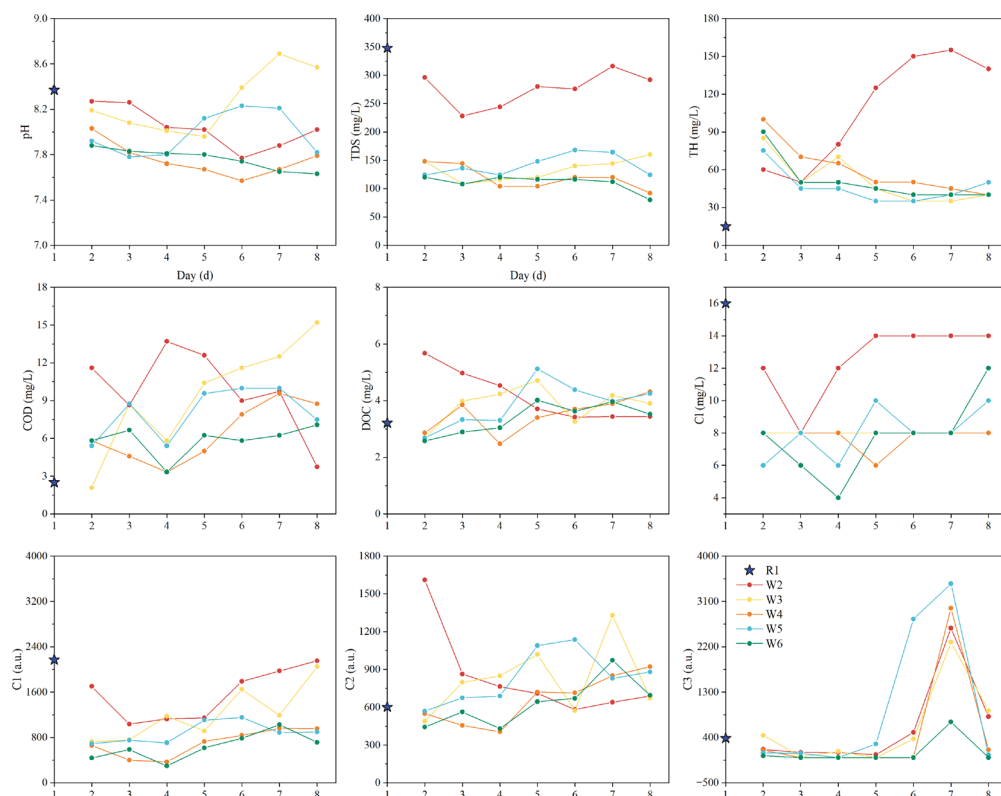 9.0
8.6
8.2
7.8
7.4
7.0
pH
1 2 3 4 5 6 7 8
Day (d)
400
350
300
250
200
150
100
50
0
TDS (mg/L)
1 2 3 4 5 6 7 8
Day (d)
180
150
120
90
60
30
0
TH (mg/L)
1 2 3 4 5 6 7 8
18
15
12
9
6
3
0
COD (mg/L)
1 2 3 4 5 6 7 8
8
6
4
2
0
DOC (mg/L)
1 2 3 4 5 6 7 8
16
14
12
10
8
6
4
Cl (mg/L)
1 2 3 4 5 6 7 8
4000
3200
2400
1600
800
0
C1 (a.u.)
1 2 3 4 5 6 7 8
1800
1500
1200
900
600
300
0
C2 (a.u.)
1 2 3 4 5 6 7 8
4000
3100
2200
1300
400
-500
C3 (a.u.)
R1
W2
W3
W4
W5
W6
1 2 3 4 5 6 7 8